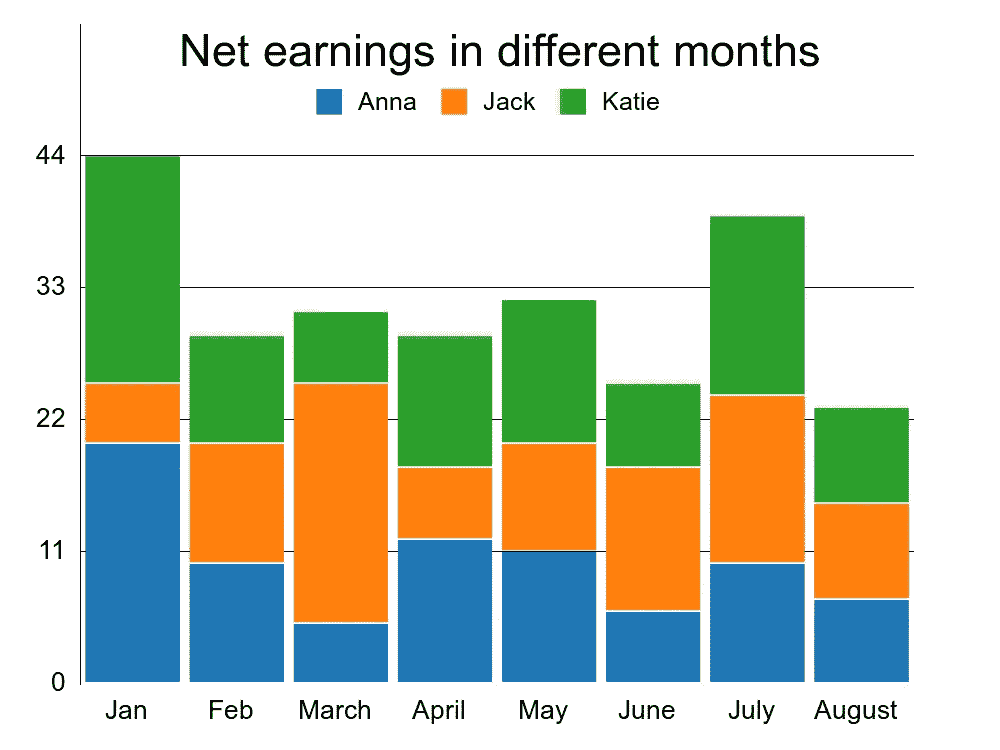 Net earnings in different months
Anna Jack Katie
44
33
22
11
0
Jan Feb March April May June July August